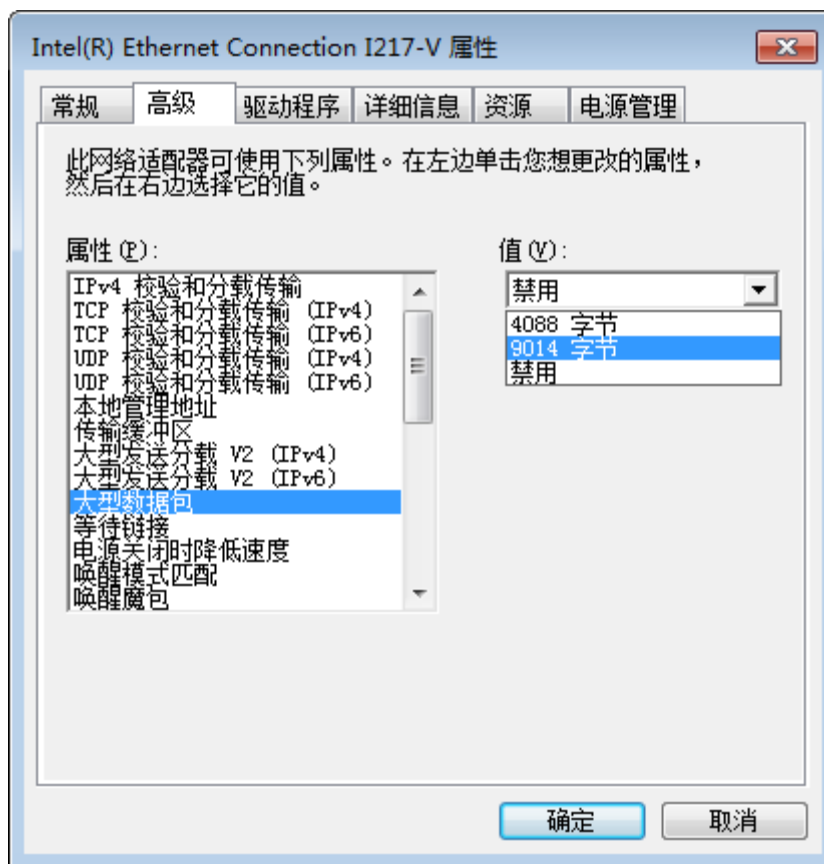 Intel(R) Ethernet Connection I217-V 属性
常规 高级 驱动程序 详细信息 资源 电源管理
此网络适配器可使用下列属性。在左边单击您想更改的属性，
然后在右边选择它的值。
属性(P):
IPv4 校验和分载传输
TCP 校验和分载传输 (IPv4)
TCP 校验和分载传输 (IPv6)
UDP 校验和分载传输 (IPv4)
UDP 校验和分载传输 (IPv6)
本地管理地址
传输缓冲区
大型发送分载 V2 (IPv4)
大型发送分载 V2 (IPv6)
大型数据包
等待链接
电源关闭时降低速度
唤醒模式匹配
唤醒魔包
值(V):
禁用
4088 字节
9014 字节
禁用
确定 取消